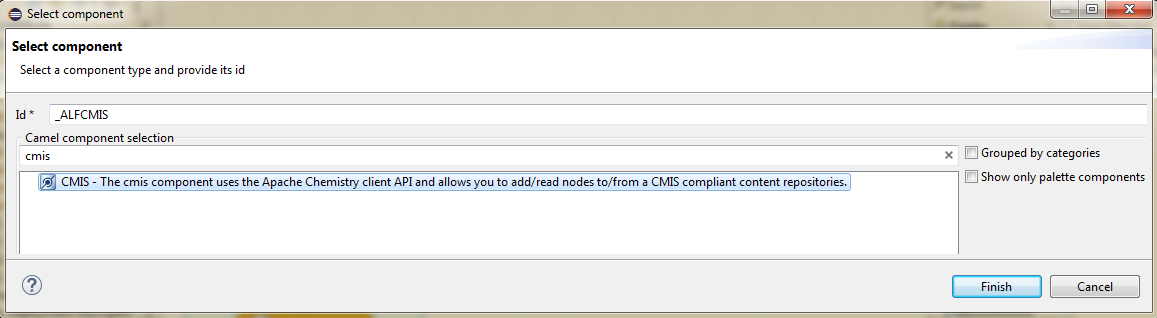 Select component
Select component
Select a component type and provide its id
Id * _ALFCMIS
Camel component selection
cmis
Grouped by categories
CMIS - The cmis component uses the Apache Chemistry client API and allows you to add/read nodes to/from a CMIS compliant content repositories.
Show only palette components
Finish
Cancel